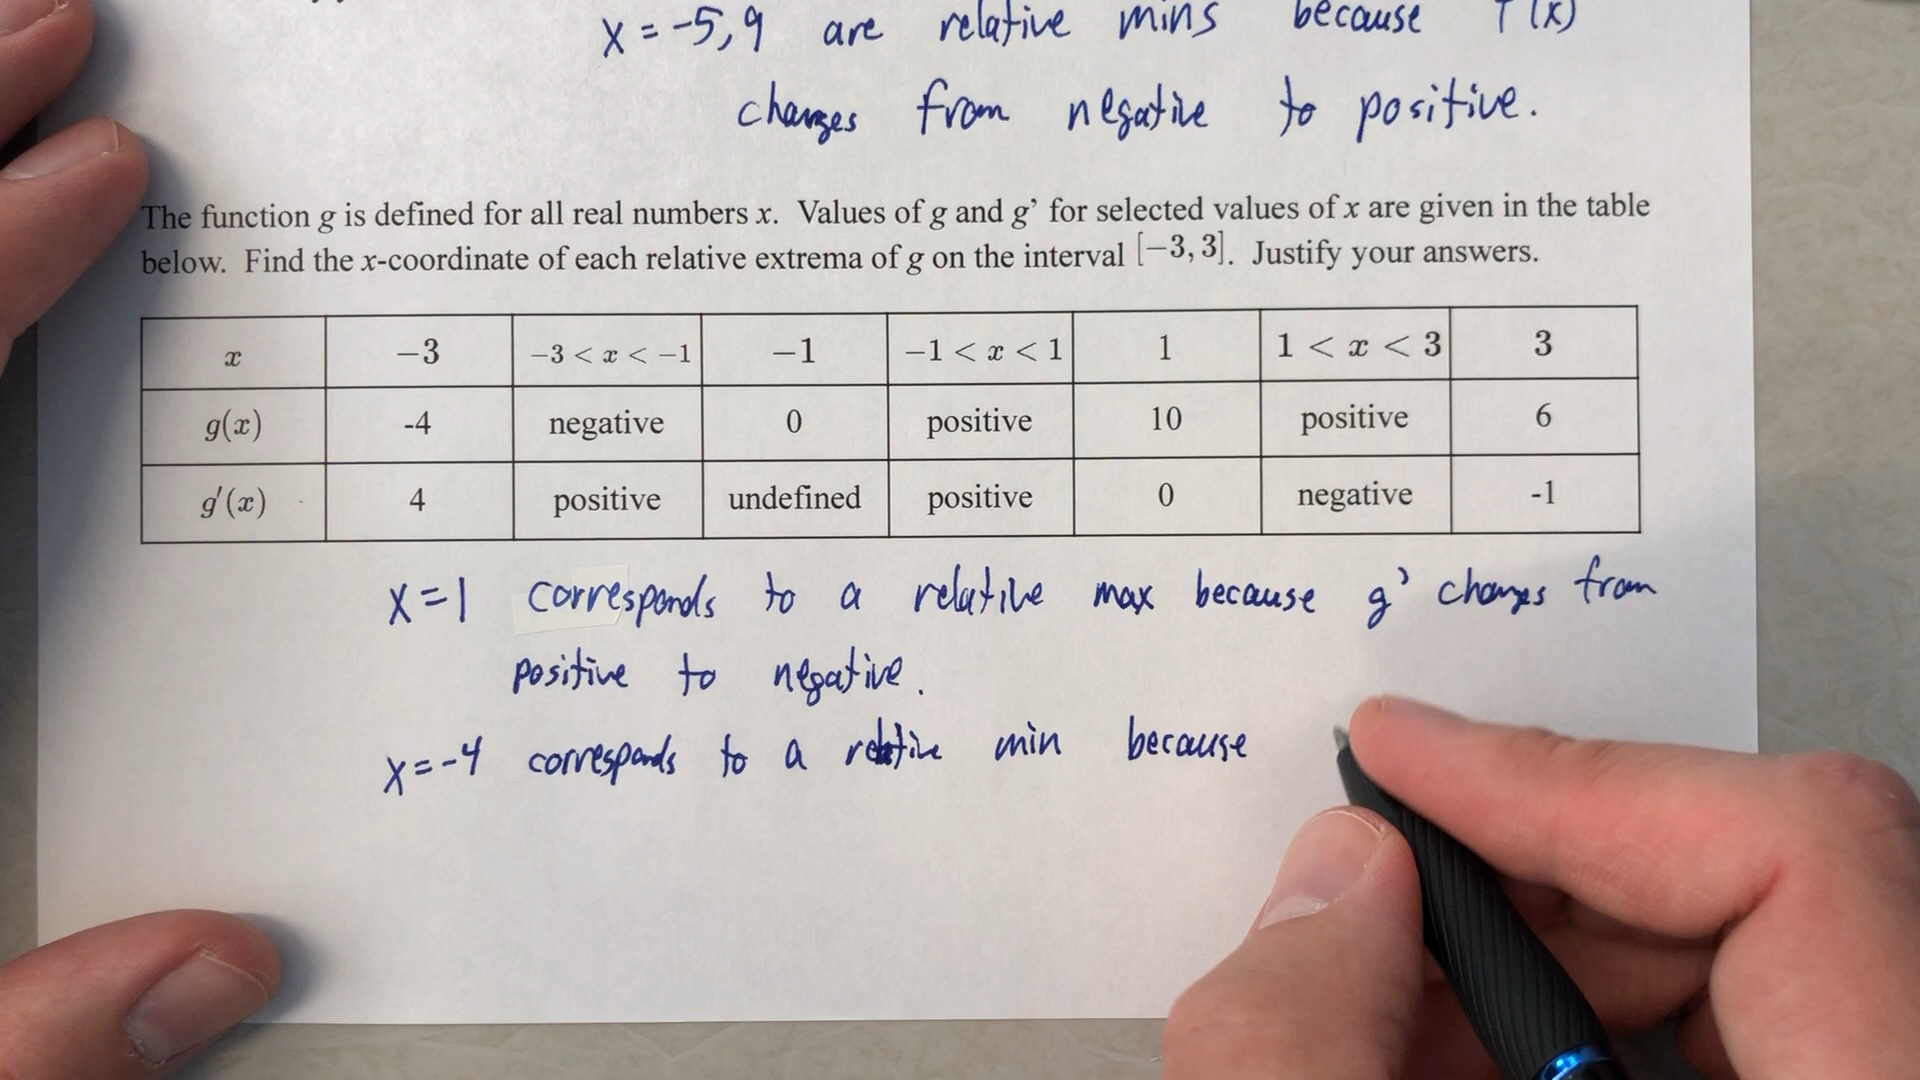 x = -5, 9 are relative mins because f'(x)
changes from negative to positive.
The function g is defined for all real numbers x. Values of g and g' for selected values of x are given in the table
below. Find the x-coordinate of each relative extrema of g on the interval [−3, 3]. Justify your answers.
x −3 −3 < x < −1 −1 −1 < x < 1 1 1 < x < 3 3
g(x) -4 negative 0 positive 10 positive 6
g'(x) 4 positive undefined positive 0 negative -1
x=1 corresponds to a relative max because g' changes from
positive to negative.
x=-4 corresponds to a relative min because